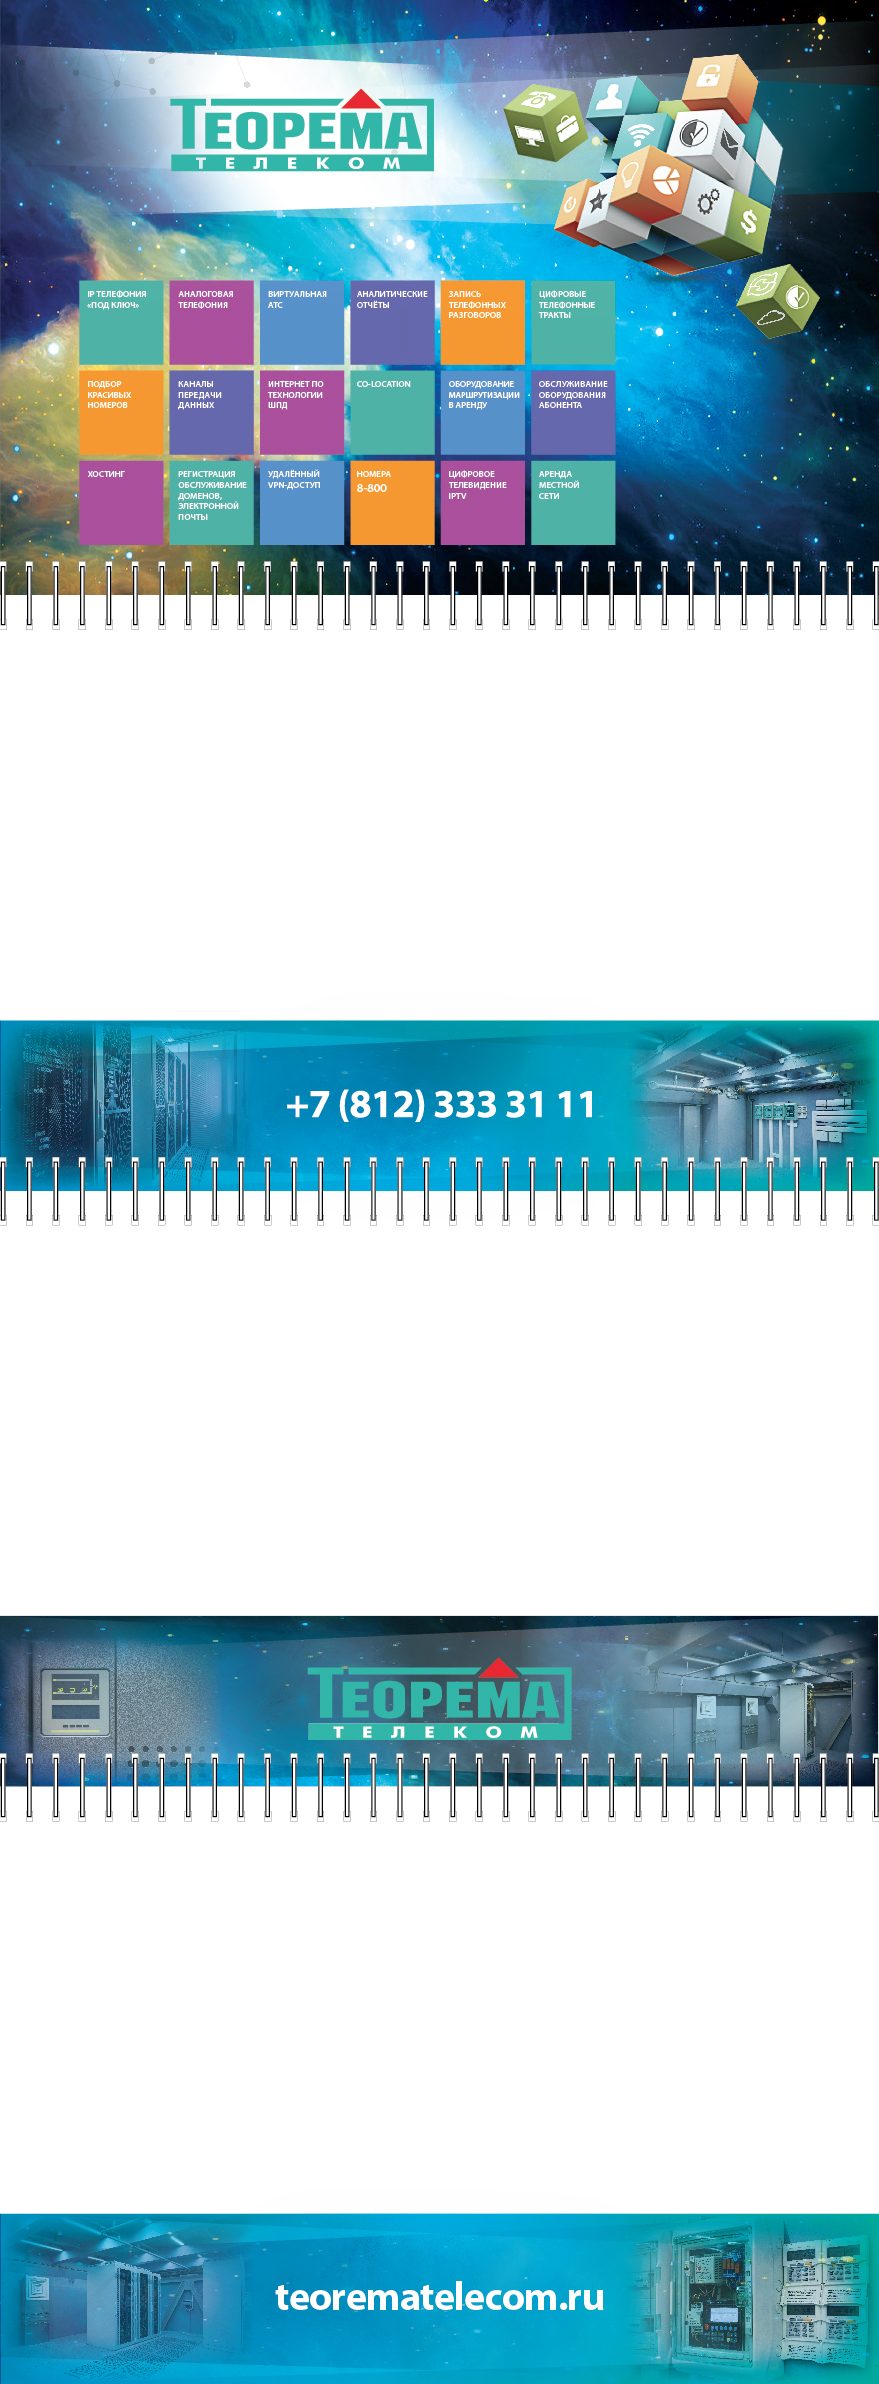 ТЕОРЕМА
ТЕЛЕКОМ
IP ТЕЛЕФОНИЯ
«ПОД КЛЮЧ»
АНАЛОГОВАЯ
ТЕЛЕФОНИЯ
ВИРТУАЛЬНАЯ
АТС
АНАЛИТИЧЕСКИЕ
ОТЧЁТЫ
ЗАПИСЬ
ТЕЛЕФОННЫХ
РАЗГОВОРОВ
ЦИФРОВЫЕ
ТЕЛЕФОННЫЕ
ТРАКТЫ
ПОДБОР
КРАСИВЫХ
НОМЕРОВ
КАНАЛЫ
ПЕРЕДАЧИ
ДАННЫХ
ИНТЕРНЕТ ПО
ТЕХНОЛОГИИ
ШПД
CO-LOCATION
ОБОРУДОВАНИЕ
МАРШРУТИЗАЦИИ
В АРЕНДУ
ОБСЛУЖИВАНИЕ
ОБОРУДОВАНИЯ
АБОНЕНТА
ХОСТИНГ
РЕГИСТРАЦИЯ
ОБСЛУЖИВАНИЕ
ДОМЕНОВ,
ЭЛЕКТРОННОЙ
ПОЧТЫ
УДАЛЁННЫЙ
VPN-ДОСТУП
НОМЕРА
8-800
ЦИФРОВОЕ
ТЕЛЕВИДЕНИЕ
IPTV
АРЕНДА
МЕСТНОЙ
СЕТИ
+7 (812) 333 31 11
ТЕОРЕМА
ТЕЛЕКОМ
teorematelecom.ru